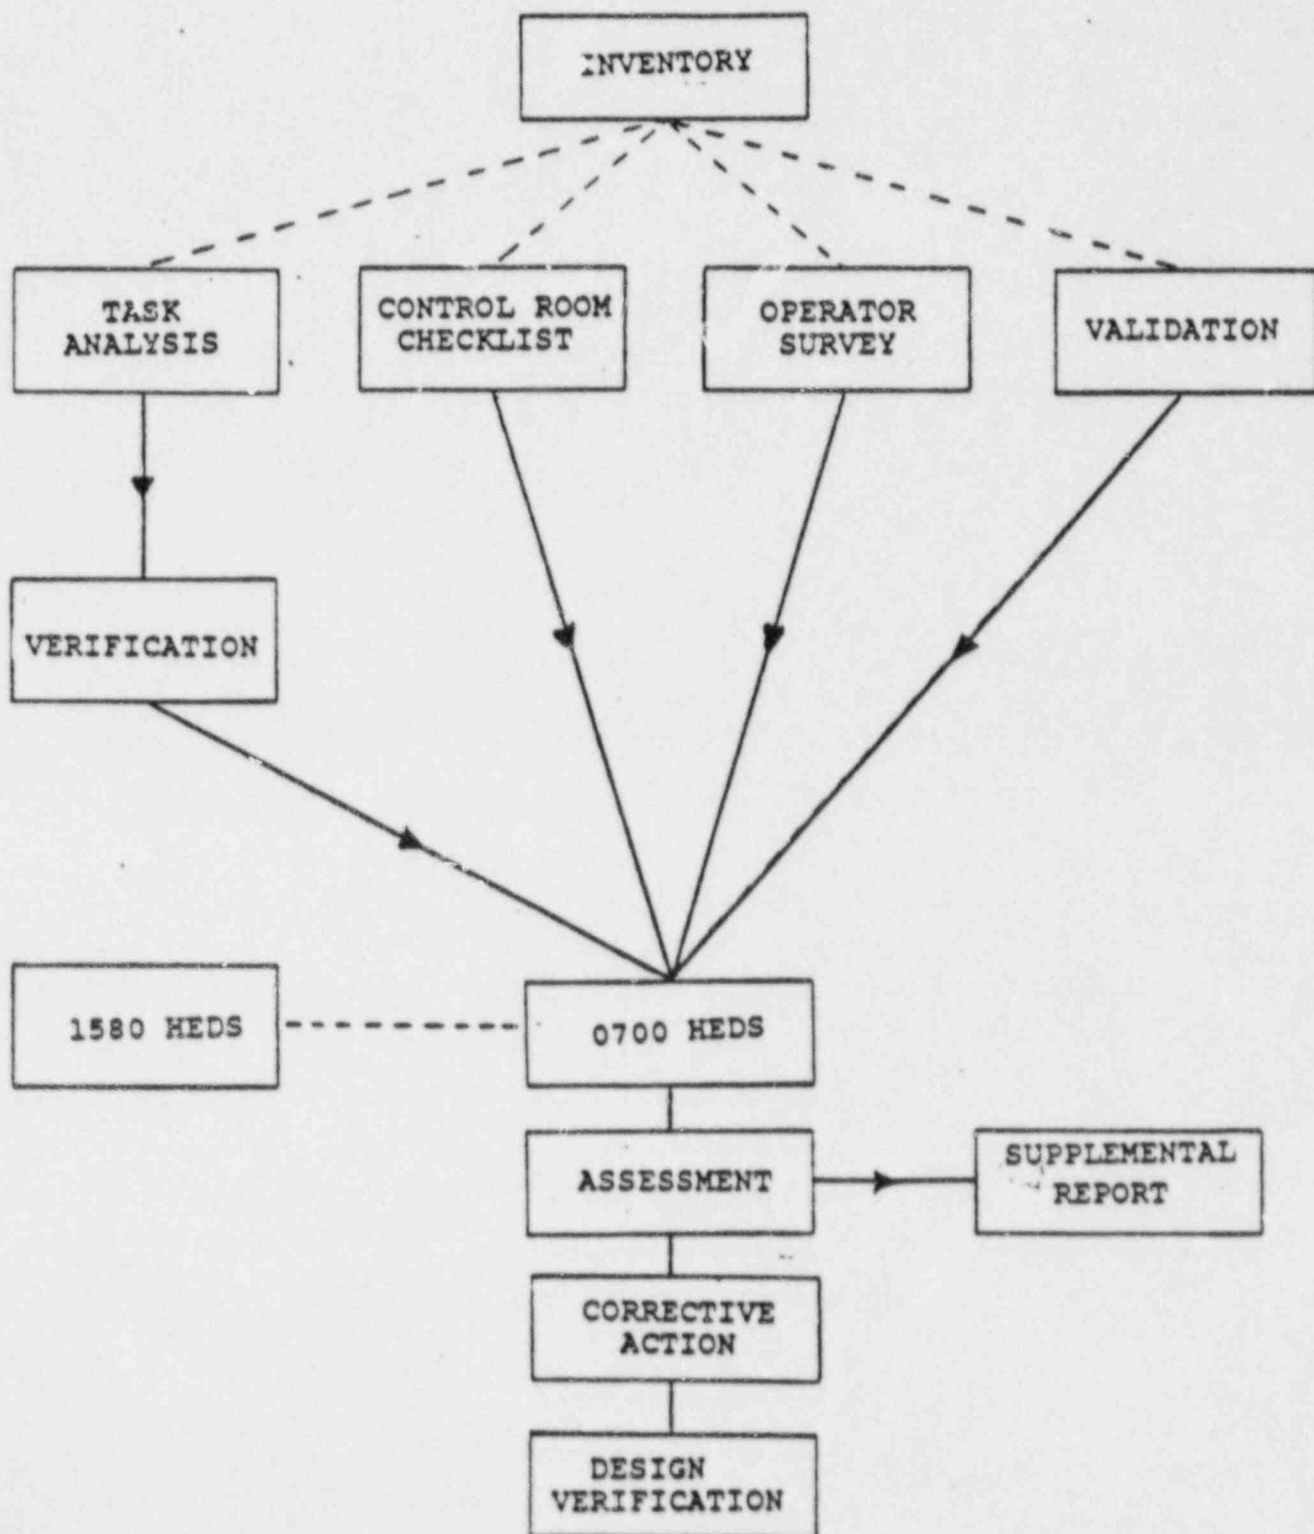 INVENTORY
TASK
ANALYSIS
CONTROL ROOM
CHECKLIST
OPERATOR
SURVEY
VALIDATION
VERIFICATION
1580 HEDS
0700 HEDS
ASSESSMENT
SUPPLEMENTAL
REPORT
CORRECTIVE
ACTION
DESIGN
VERIFICATION